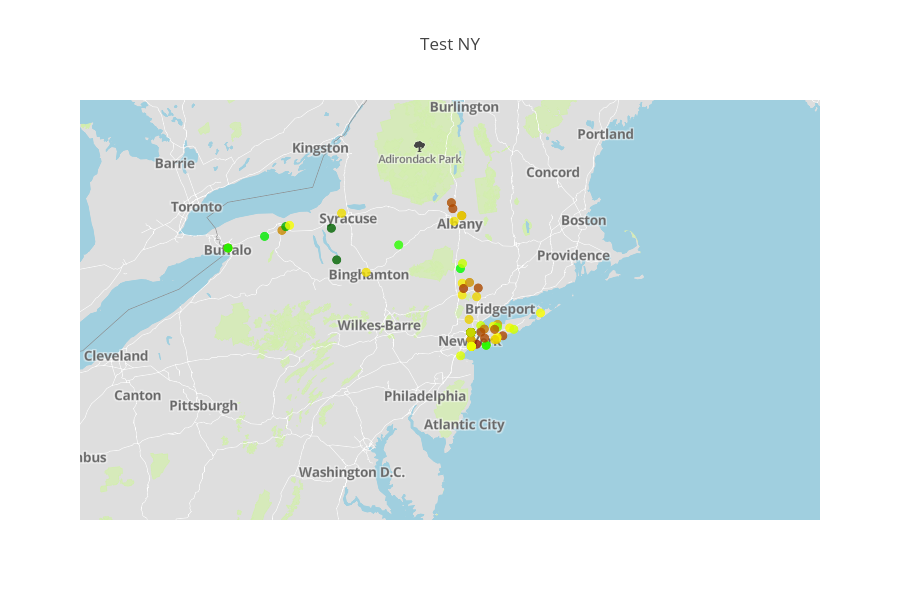 Test NY
Burlington
Portland
Kingston
Adirondack Park
Barrie
Concord
Toronto
Syracuse
Albany
Boston
Buffalo
Providence
Binghamton
Bridgeport
Wilkes-Barre
New York
Cleveland
Canton
Pittsburgh
Philadelphia
Atlantic City
nbus
Washington D.C.